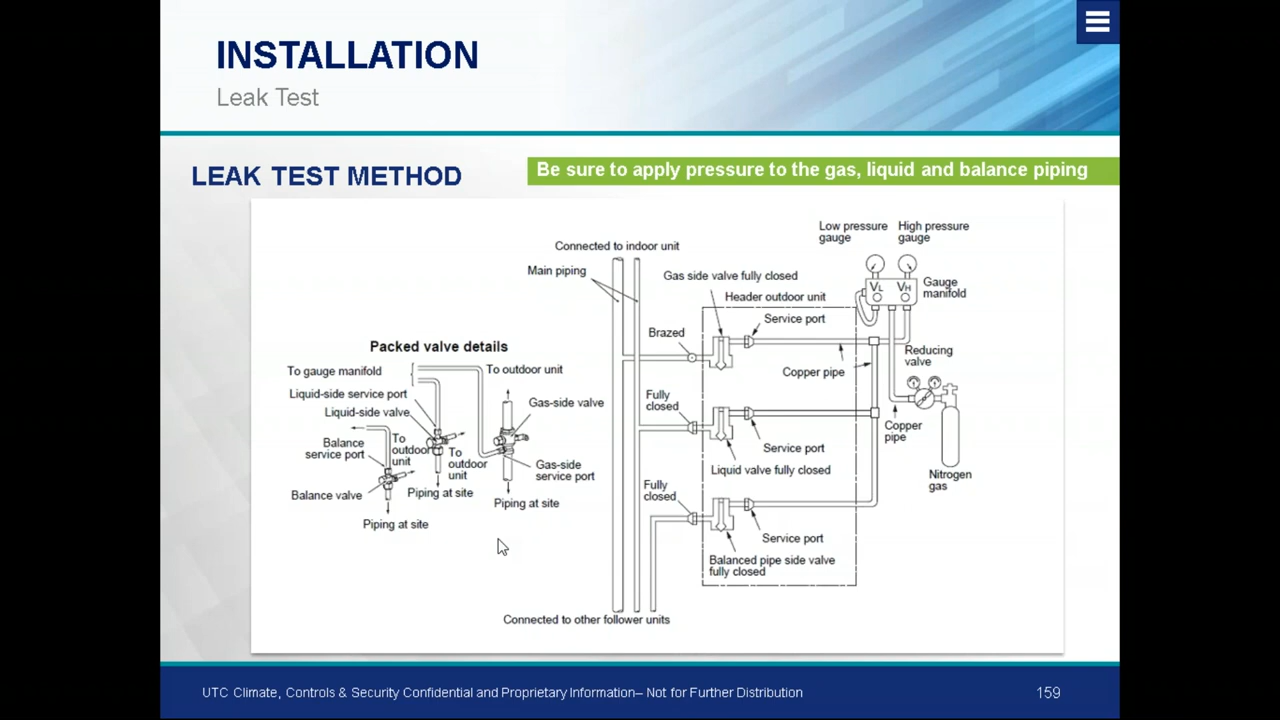 INSTALLATION
Leak Test
LEAK TEST METHOD
Be sure to apply pressure to the gas, liquid and balance piping
Packed valve details
To gauge manifold
Liquid-side service port
Liquid-side valve
Balance
service port
Balance valve
Piping at site
To
outdoor
unit
Piping at site
To
outdoor
unit
To outdoor unit
Gas-side valve
Gas-side
service port
Piping at site
Connected to indoor unit
Main piping
Brazed
Fully
closed
Fully
closed
Connected to other follower units
Gas side valve fully closed
Header outdoor unit
Service port
Copper pipe
Service port
Liquid valve fully closed
Service port
Balanced pipe side valve
fully closed
Low pressure
gauge
High pressure
gauge
VL
VH
Gauge
manifold
Reducing
valve
Copper
pipe
Nitrogen
gas
UTC Climate, Controls & Security Confidential and Proprietary Information– Not for Further Distribution
159